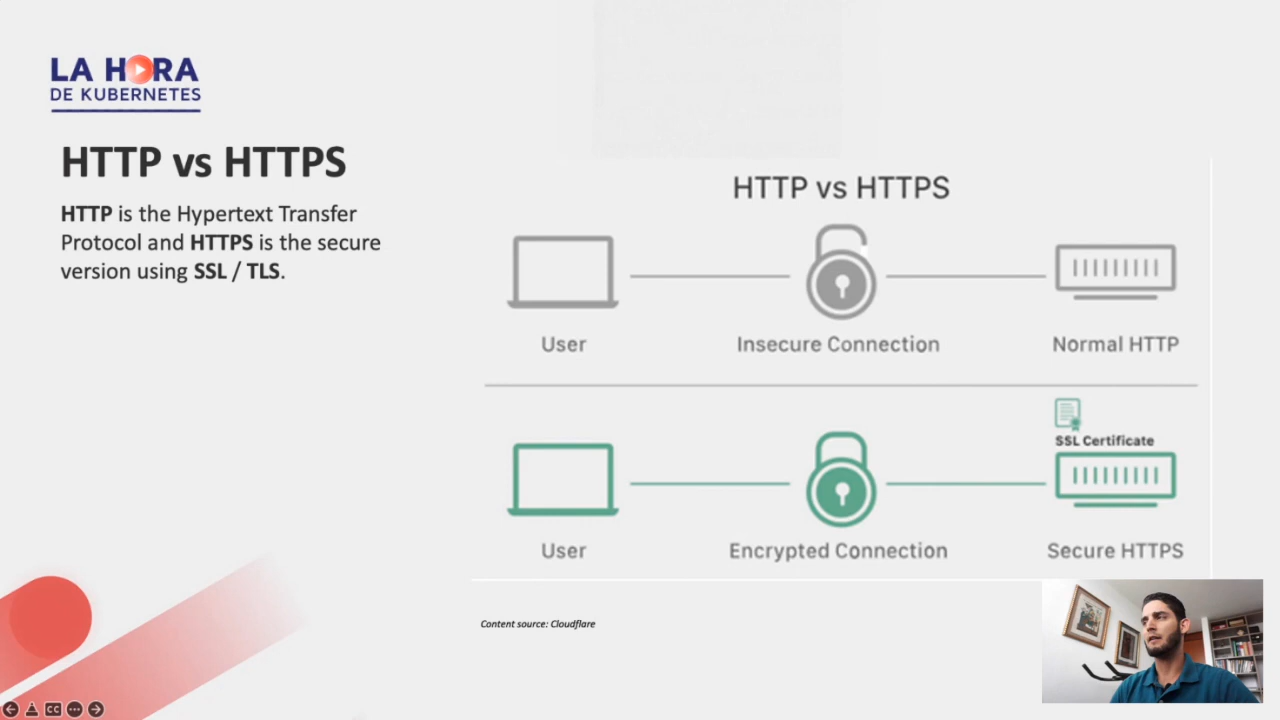 LA HORA
DE KUBERNETES
HTTP vs HTTPS
HTTP is the Hypertext Transfer
Protocol and HTTPS is the secure
version using SSL / TLS.
HTTP vs HTTPS
User
Insecure Connection
Normal HTTP
SSL Certificate
User
Encrypted Connection
Secure HTTPS
Content source: Cloudflare
CC